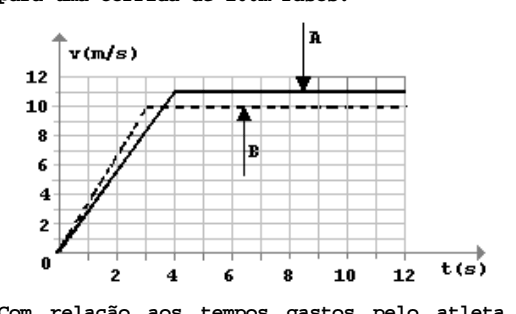 para uma corrida de 100m rasos.
A
v(m/s)
12
10
8
B
6
4
2
0
2 4 6 8 10 12 t(s)
Com relação aos tempos gastos pelo atleta